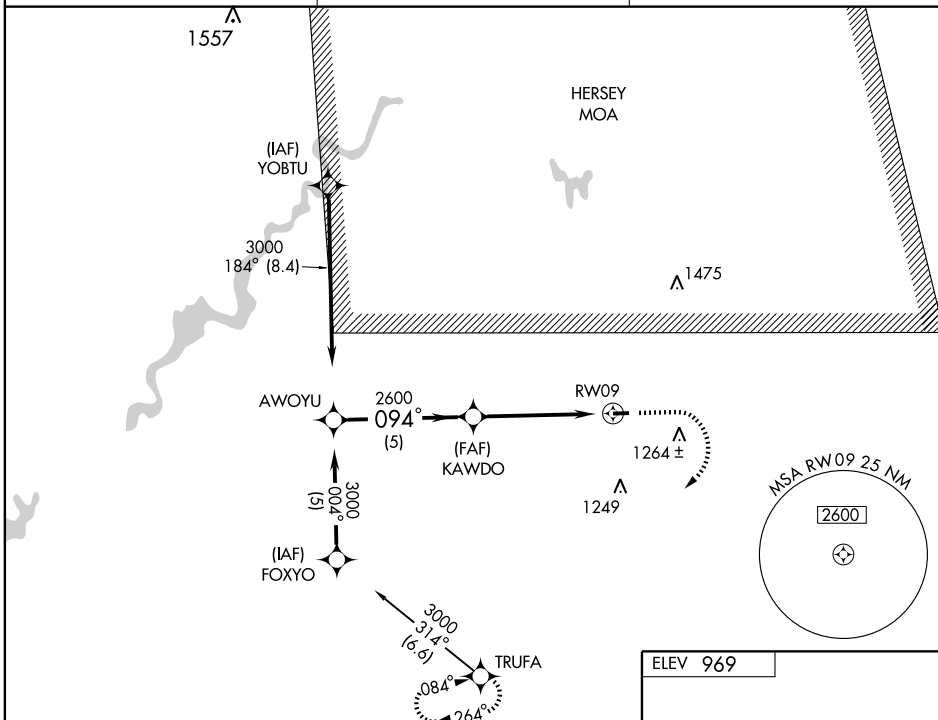 1557
HERSEY
MOA
(IAF)
YOBTU
3000
184° (8.4)
1475
AWOYU
2600
094°
(5)
(FAF)
KAWDO
RW09
1264 ±
1249
MSA RW09 25 NM
2600
3000
004°
(5)
(IAF)
FOXYO
3000
314°
(6.6)
TRUFA
084°
264°
ELEV 969